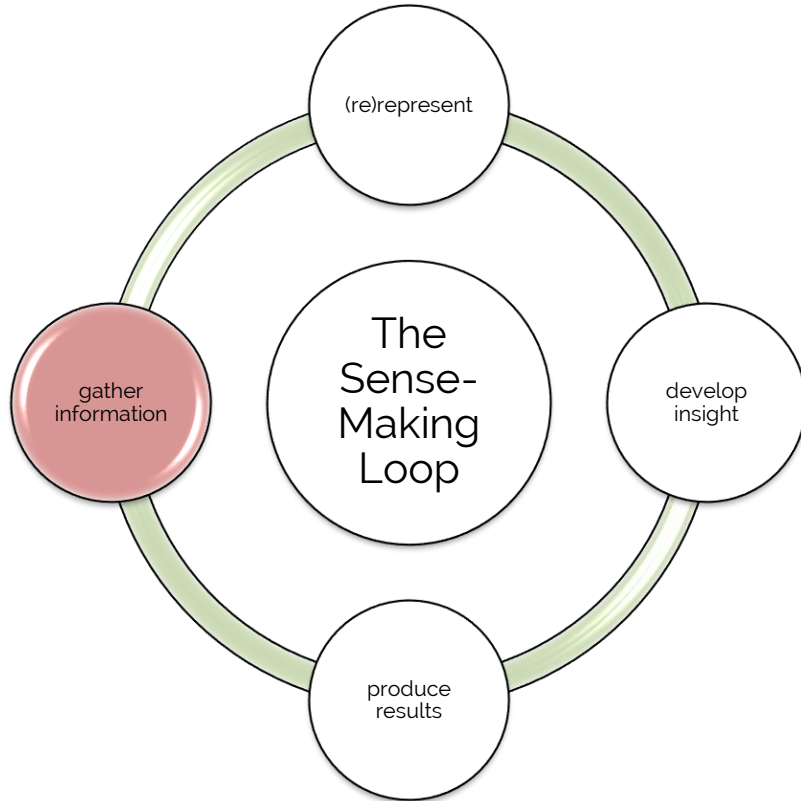 (re)represent
The
Sense-
Making
Loop
gather
information
develop
insight
produce
results